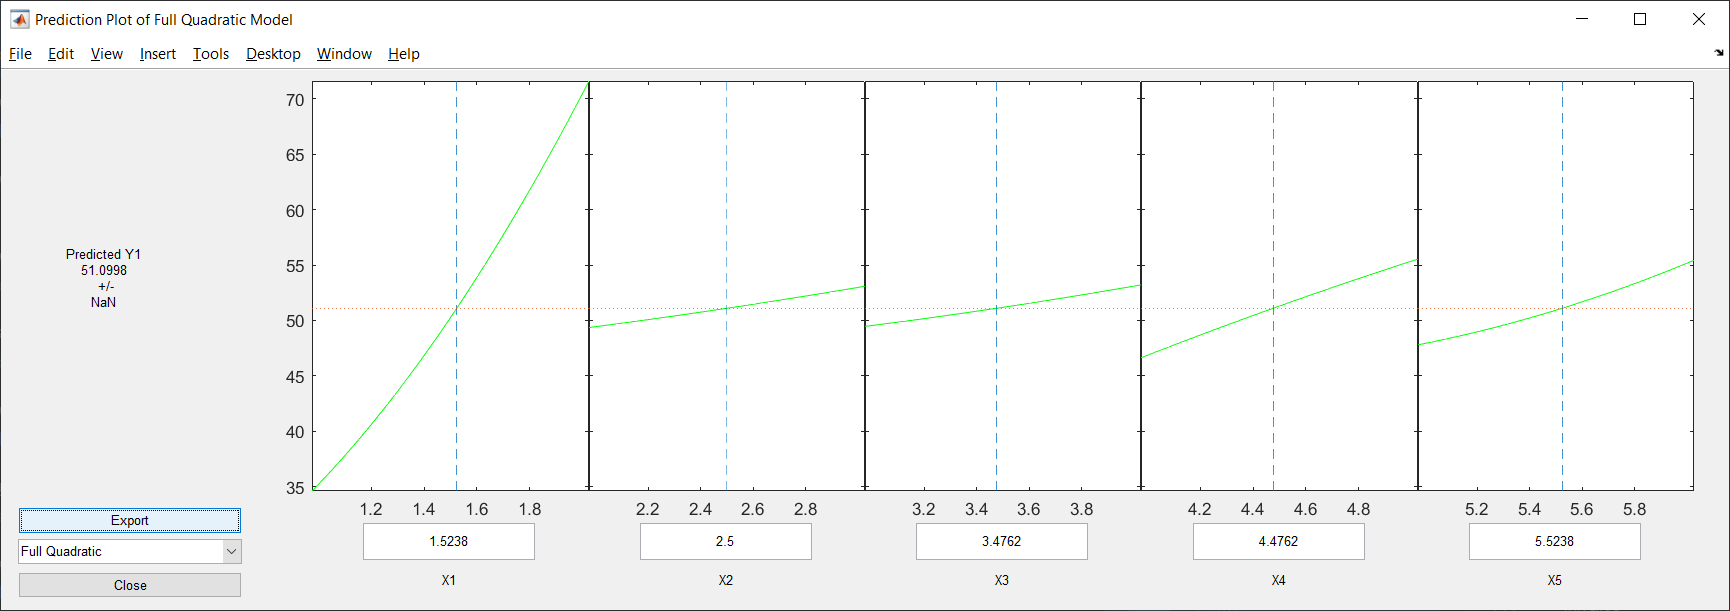 Prediction Plot of Full Quadratic Model
File Edit View Insert Tools Desktop Window Help
70
65
60
55
50
45
40
35
Predicted Y1
51.0998
+/-
NaN
1.2 1.4 1.6 1.8 2.2 2.4 2.6 2.8 3.2 3.4 3.6 3.8 4.2 4.4 4.6 4.8 5.2 5.4 5.6 5.8
Export
1.5238 2.5 3.4762 4.4762 5.5238
Full Quadratic
X1 X2 X3 X4 X5
Close